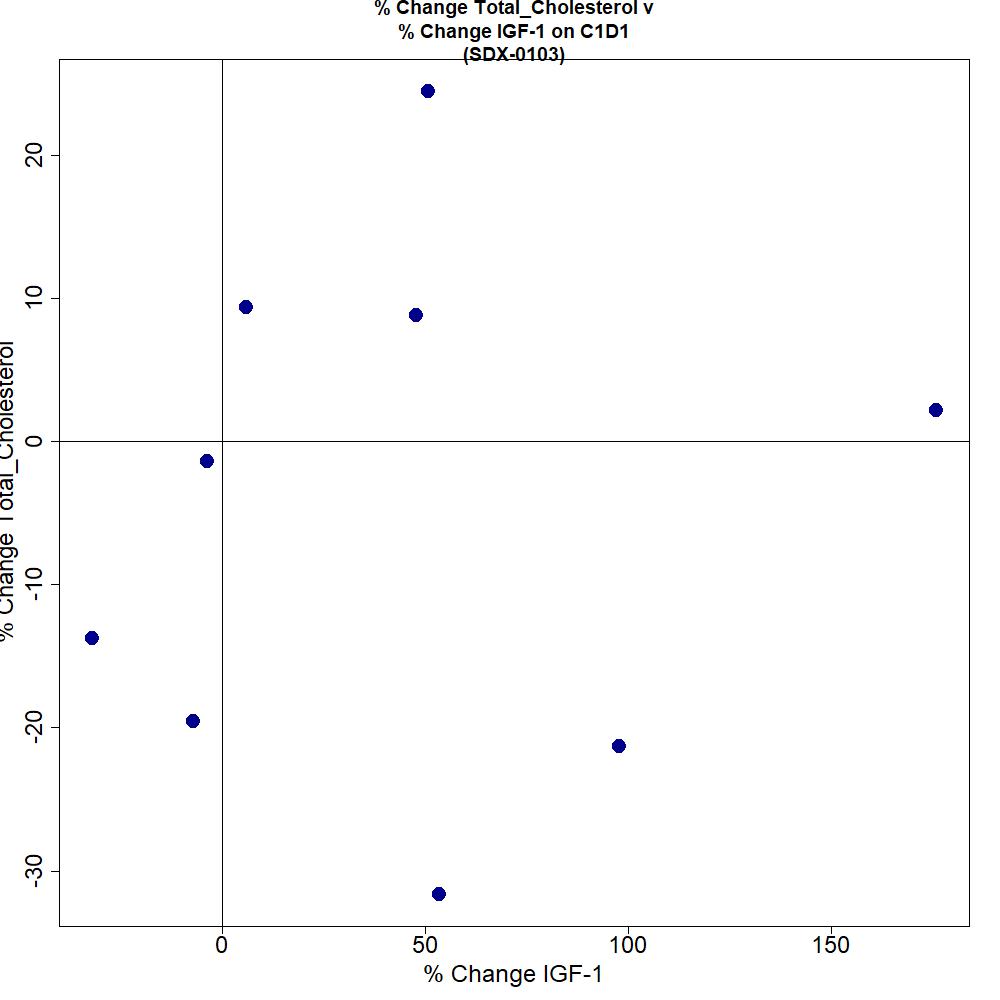 % Change Total_Cholesterol v
% Change IGF-1 on C1D1
(SDX-0103)
% Change Total_Cholesterol
20
10
0
-10
-20
-30
0
50
100
150
% Change IGF-1